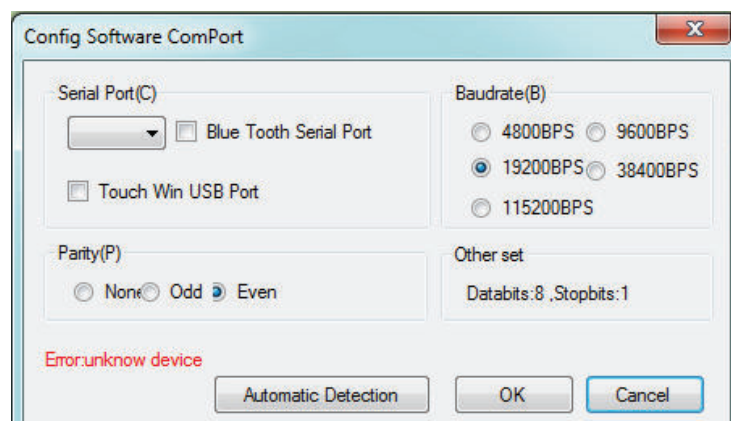 Config Software ComPort
Serial Port(C)
Blue Tooth Serial Port
Touch Win USB Port
Baudrate(B)
4800BPS 9600BPS
19200BPS 38400BPS
115200BPS
Parity(P)
None Odd Even
Other set
Databits:8 ,Stopbits:1
Error:unknow device
Automatic Detection OK Cancel